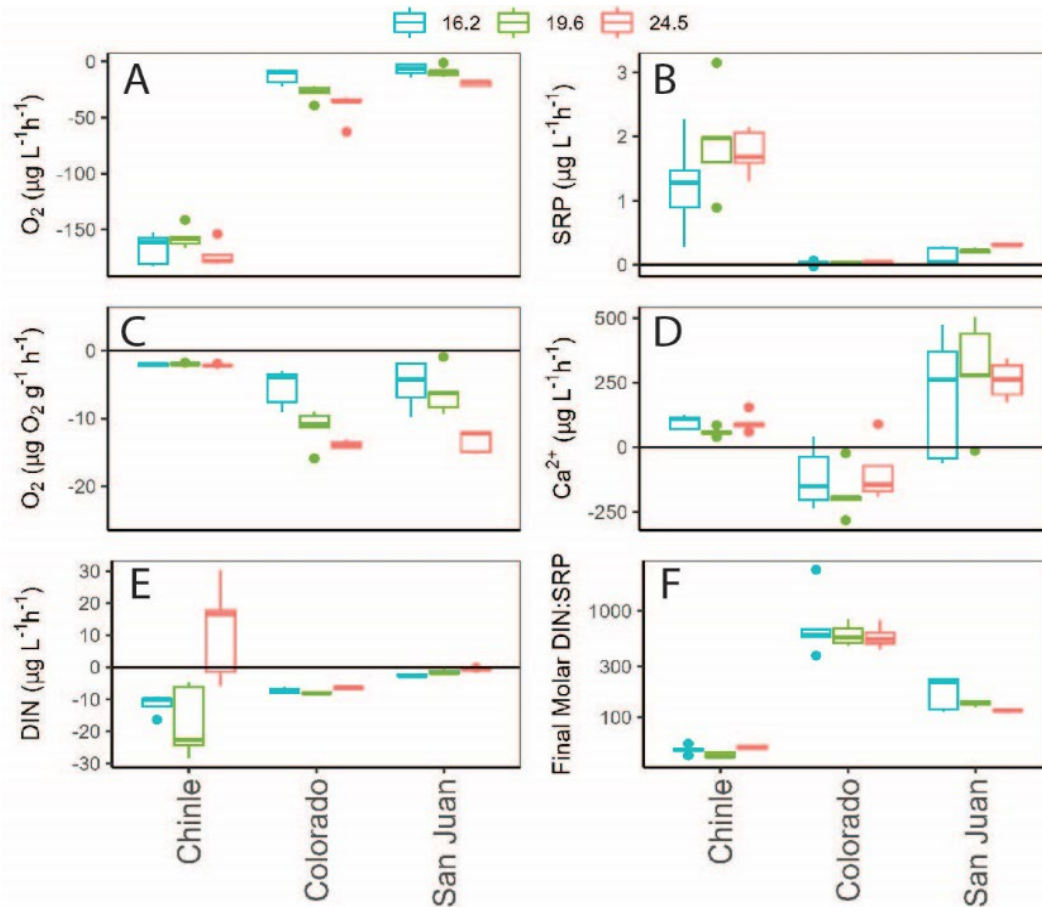 16.2 19.6 24.5
A
O₂ (µg L⁻¹h⁻¹)
0
-50
-100
-150
B
SRP (µg L⁻¹h⁻¹)
3
2
1
0
C
O₂ (µg O₂ g⁻¹ h⁻¹)
0
-10
-20
D
Ca²⁺ (µg L⁻¹h⁻¹)
500
250
0
-250
E
DIN (µg L⁻¹h⁻¹)
30
20
10
0
-10
-20
-30
F
Final Molar DIN:SRP
1000
300
100
Chinle
Colorado
San Juan
Chinle
Colorado
San Juan